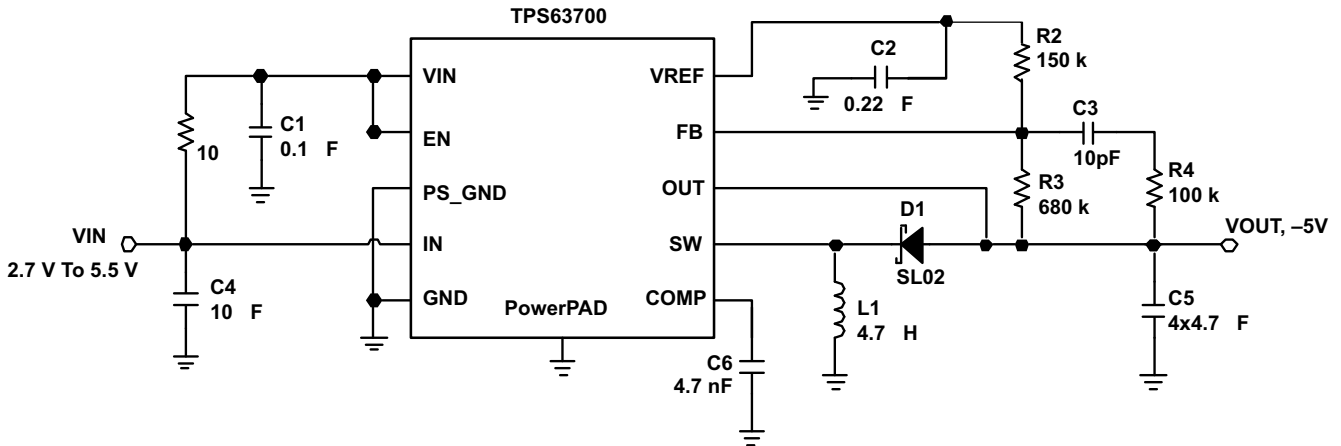 TPS63700
VIN
EN
PS_GND
IN
GND
VREF
FB
OUT
SW
COMP
PowerPAD
10
C1
0.1 F
VIN
2.7 V To 5.5 V
C4
10 F
C2
0.22 F
R2
150 k
C3
10pF
R3
680 k
R4
100 k
D1
SL02
VOUT, –5V
L1
4.7 H
C5
4x4.7 F
C6
4.7 nF